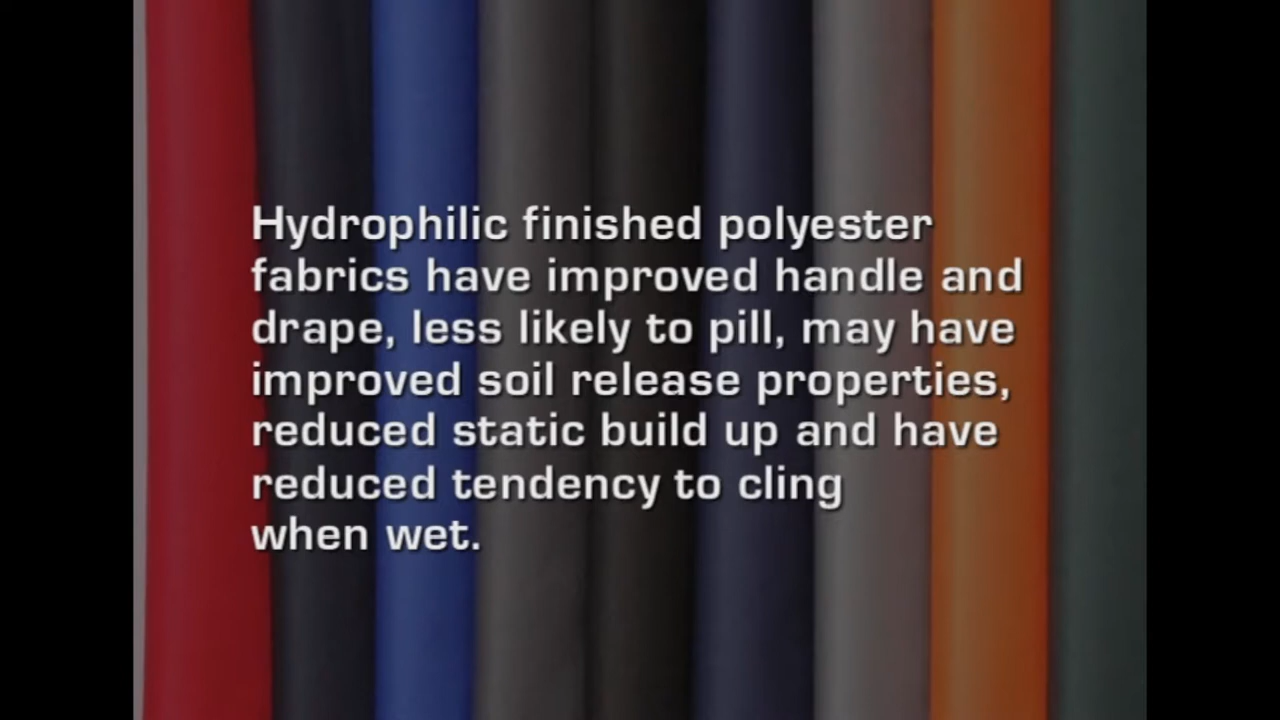 Hydrophilic finished polyester
fabrics have improved handle and
drape, less likely to pill, may have
improved soil release properties,
reduced static build up and have
reduced tendency to cling
when wet.